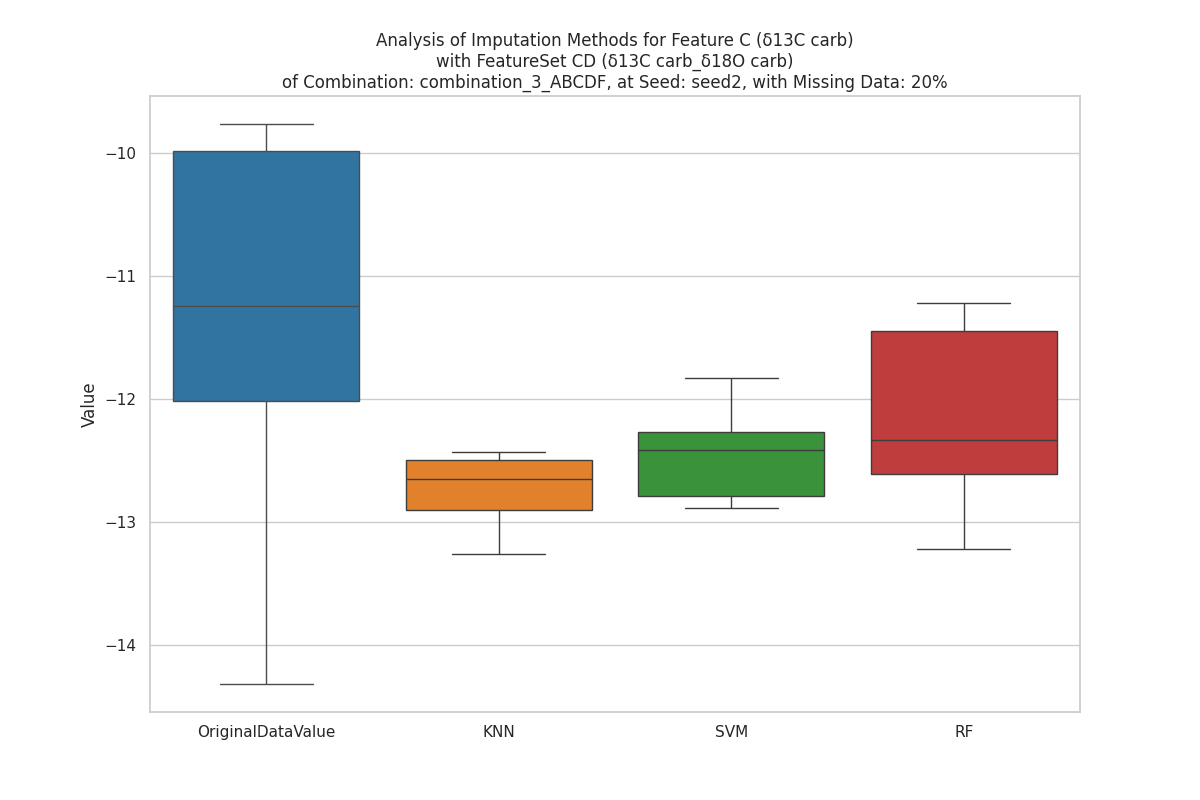 Analysis of Imputation Methods for Feature C (δ13C carb)
with FeatureSet CD (δ13C carb_δ18O carb)
of Combination: combination_3_ABCDF, at Seed: seed2, with Missing Data: 20%
−10
−11
−12
−13
−14
Value
OriginalDataValue
KNN
SVM
RF